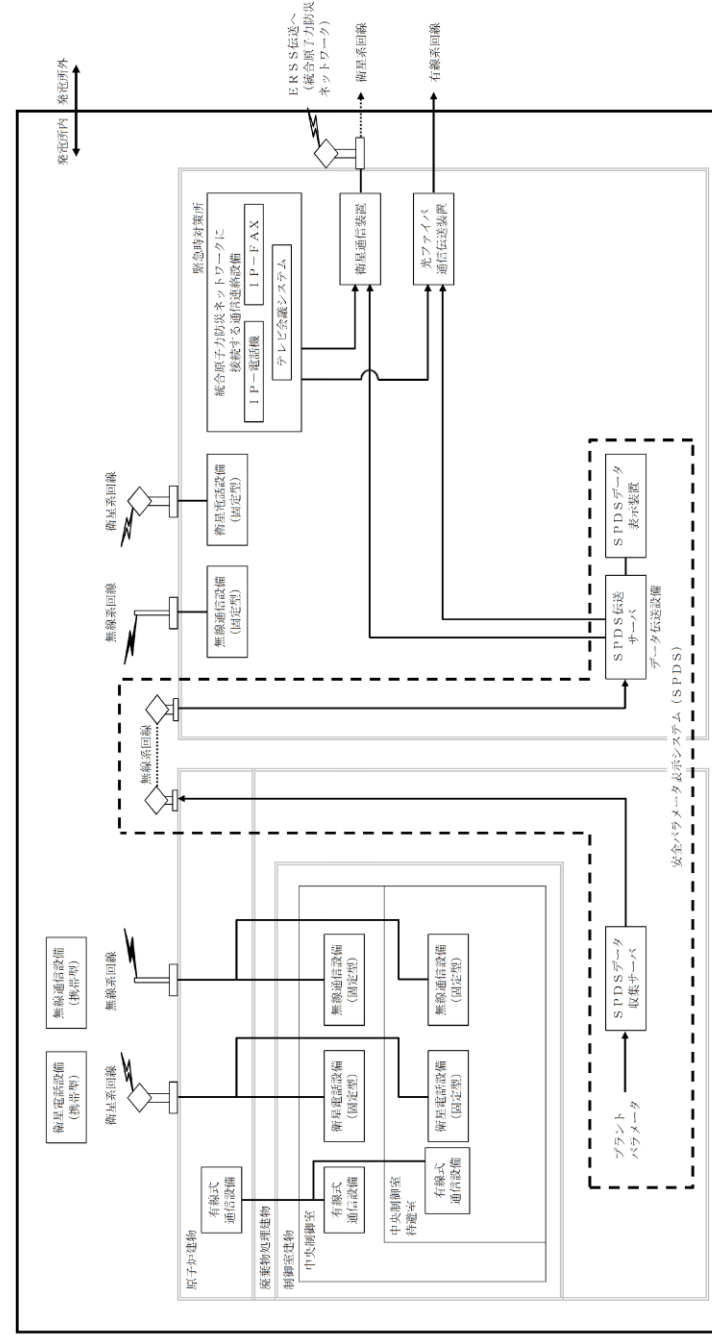 発電所内
発電所外
衛星電話設備
(携帯型)
無線通信設備
(携帯型)
衛星系回線
無線系回線
無線系回線
無線系回線
衛星系回線
ERSS伝送へ
(統合原子力防災
ネットワーク)
衛星系回線
有線系回線
原子炉建物
有線式
通信設備
廃棄物処理建物
制御室建物
中央制御室
有線式
通信設備
衛星電話設備
(固定型)
無線通信設備
(固定型)
中央制御室
待避室
有線式
通信設備
衛星電話設備
(固定型)
無線通信設備
(固定型)
プラント
パラメータ
SPDSデータ
収集サーバ
無線通信設備
(固定型)
衛星電話設備
(固定型)
緊急時対策所
統合原子力防災ネットワークに
接続する通信連絡設備
IP-電話機
IP-FAX
テレビ会議システム
衛星通信装置
光ファイバ
通信伝送装置
SPDS伝送
サーバ
データ伝送設備
SPDSデータ
表示装置
安全パラメータ表示システム(SPDS)